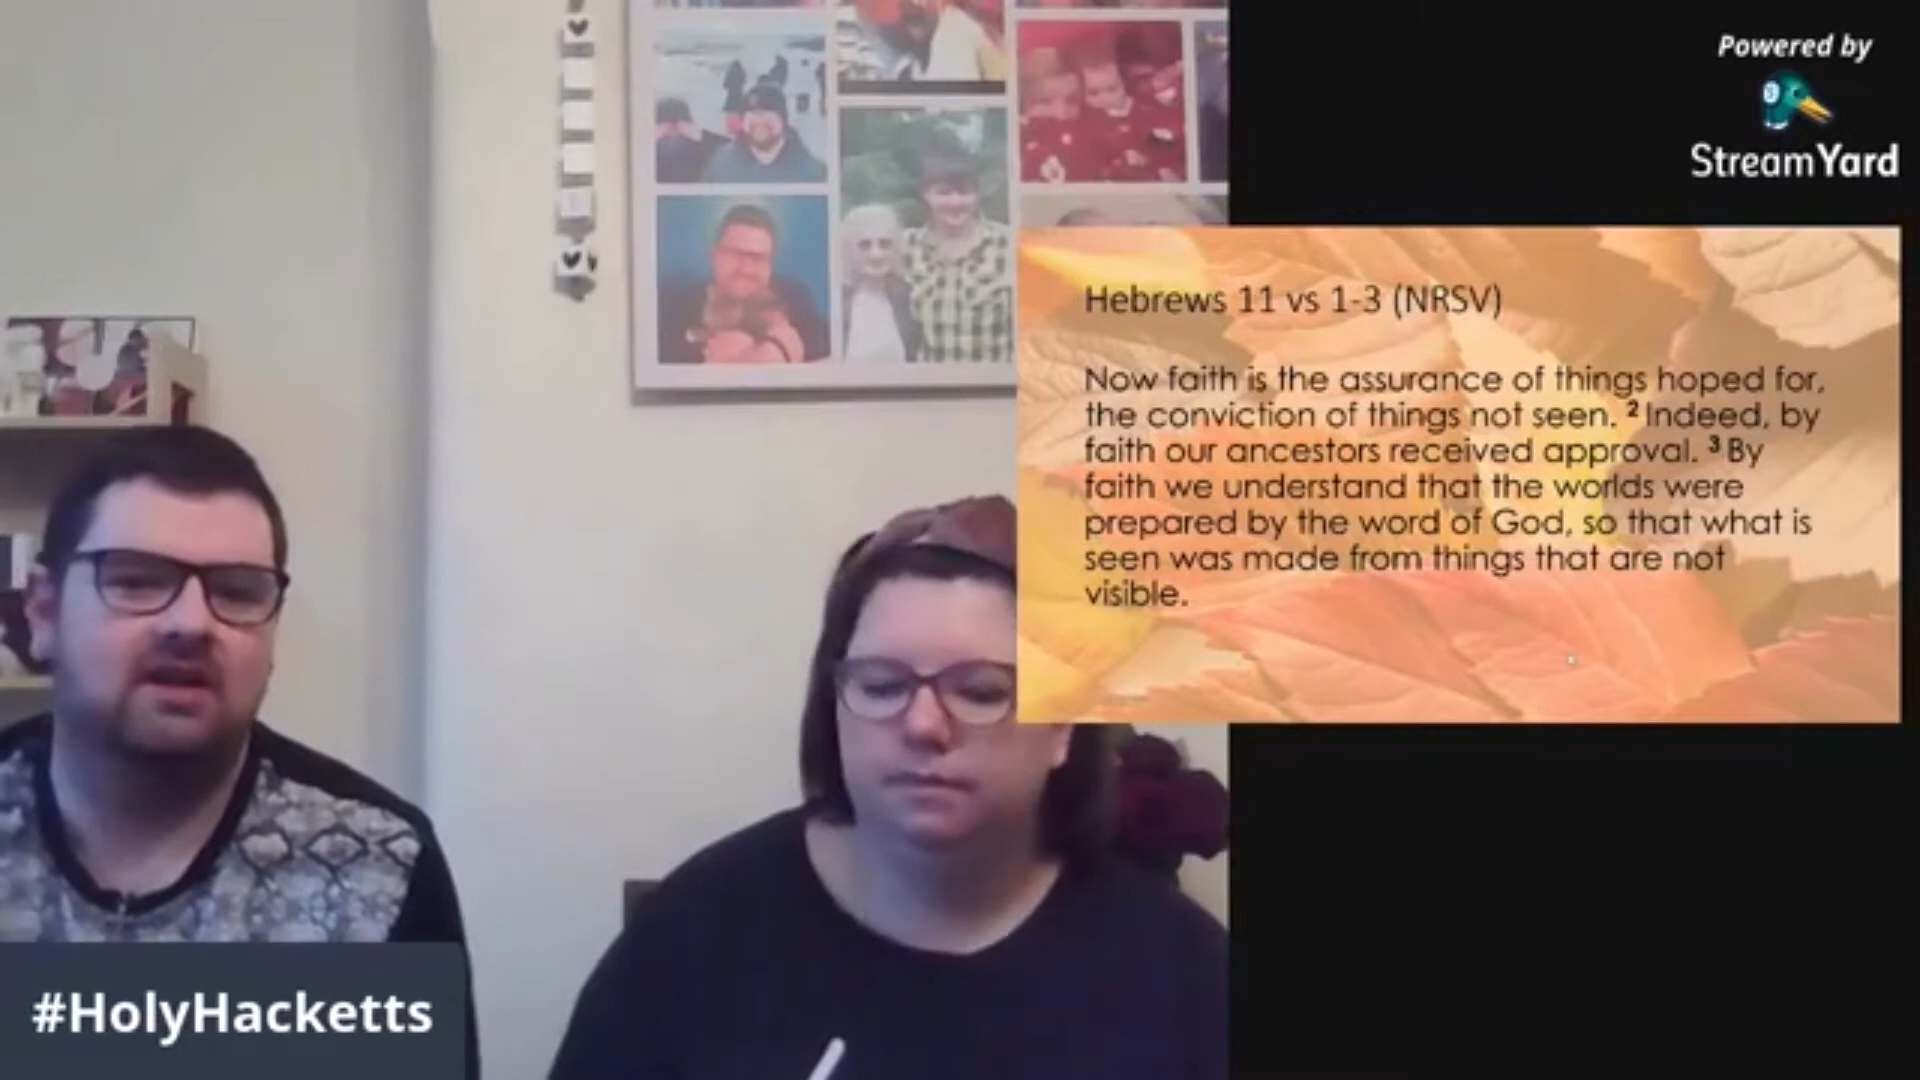 Powered by
StreamYard
Hebrews 11 vs 1-3 (NRSV)
Now faith is the assurance of things hoped for,
the conviction of things not seen. ² Indeed, by
faith our ancestors received approval. ³ By
faith we understand that the worlds were
prepared by the word of God, so that what is
seen was made from things that are not
visible.
#HolyHacketts